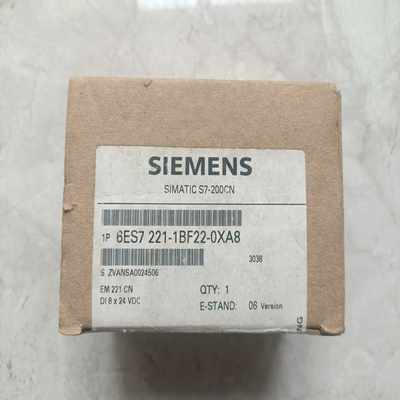 SIEMENS
SIMATIC S7-200CN
1P 6ES7 221-1BF22-0XA8
3038
S ZVANSA0024506
EM 221 CN
QTY: 1
DI 8 x 24 VDC
E-STAND: 06 Version